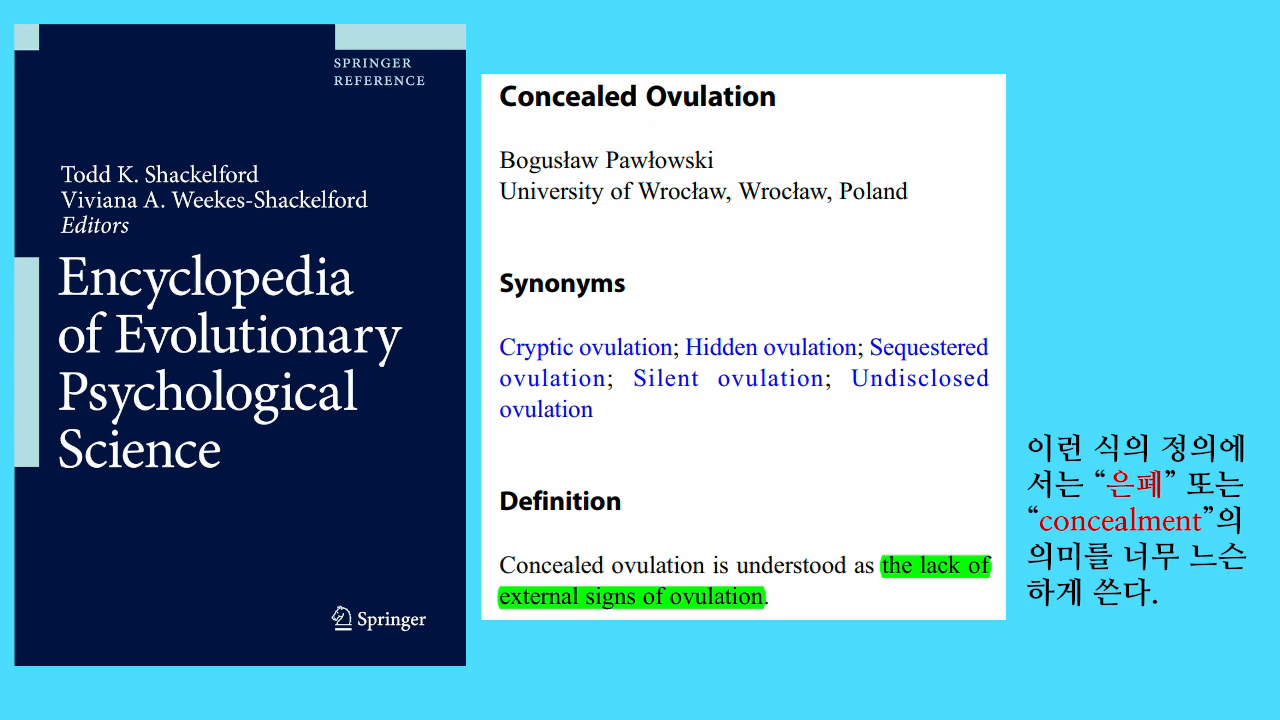 SPRINGER
REFERENCE
Todd K. Shackelford
Viviana A. Weekes-Shackelford
Editors
Encyclopedia
of Evolutionary
Psychological
Science
Springer
Concealed Ovulation
Bogusław Pawłowski
University of Wrocław, Wrocław, Poland
Synonyms
Cryptic ovulation; Hidden ovulation; Sequestered
ovulation; Silent ovulation; Undisclosed
ovulation
Definition
Concealed ovulation is understood as the lack of
external signs of ovulation.
이런 식의 정의에
서는 “은폐” 또는
“concealment”의
의미를 너무 느슨
하게 쓴다.